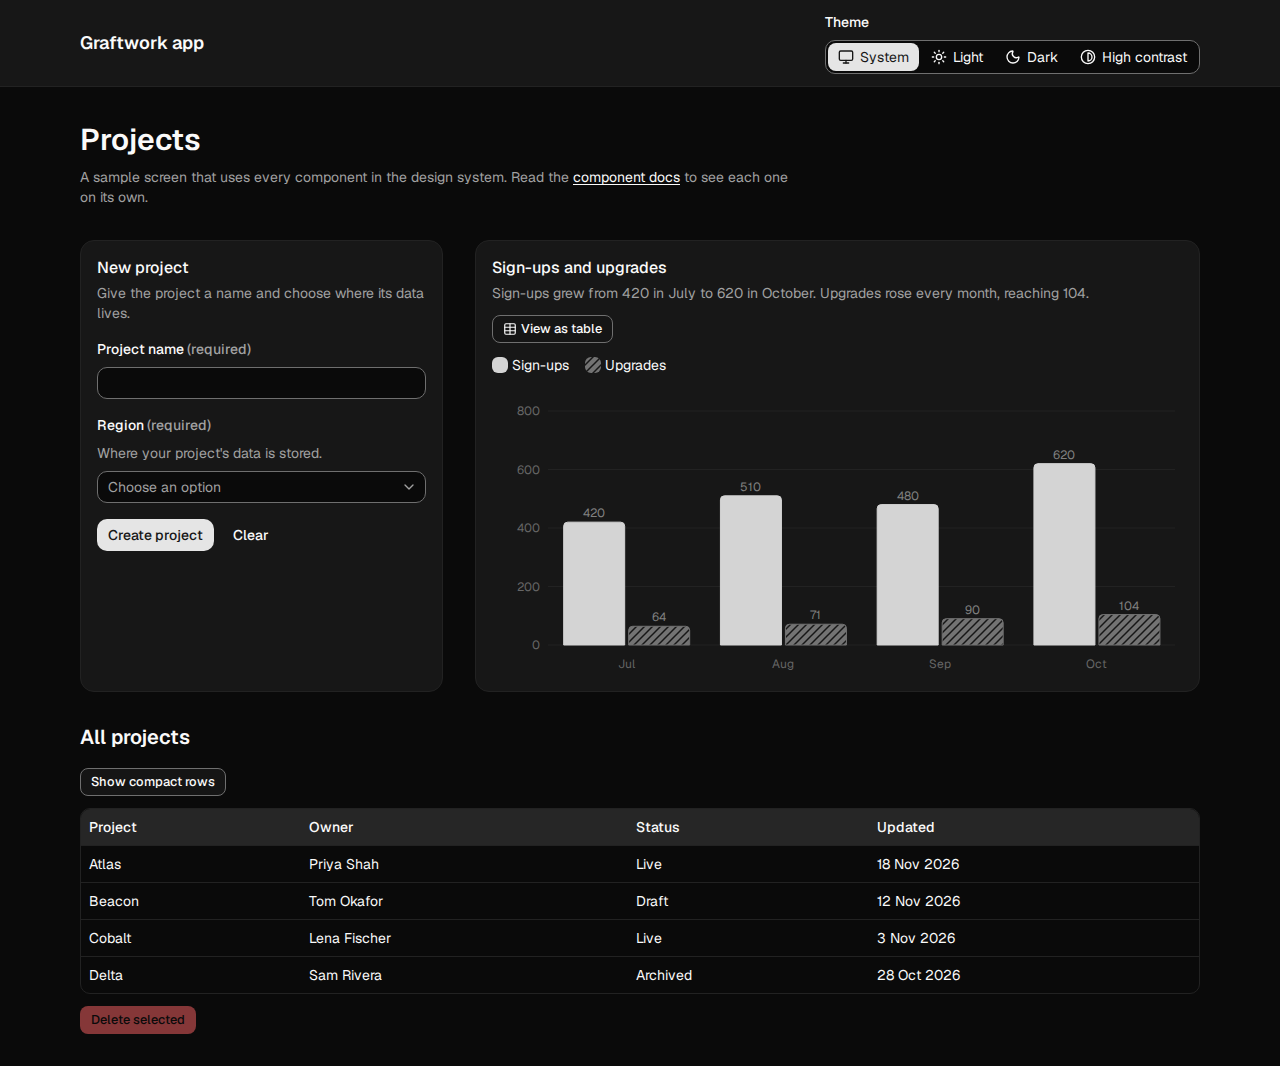 Graftwork app
Theme
System
Light
Dark
High contrast
Projects
A sample screen that uses every component in the design system. Read the component docs to see each one
on its own.
New project
Give the project a name and choose where its data
lives.
Project name (required)
Region (required)
Where your project's data is stored.
Choose an option
Create project
Clear
Sign-ups and upgrades
Sign-ups grew from 420 in July to 620 in October. Upgrades rose every month, reaching 104.
View as table
Sign-ups
Upgrades
800
600
400
200
0
420
64
510
71
480
90
620
104
Jul
Aug
Sep
Oct
All projects
Show compact rows
Project Owner Status Updated
Atlas Priya Shah Live 18 Nov 2026
Beacon Tom Okafor Draft 12 Nov 2026
Cobalt Lena Fischer Live 3 Nov 2026
Delta Sam Rivera Archived 28 Oct 2026
Delete selected